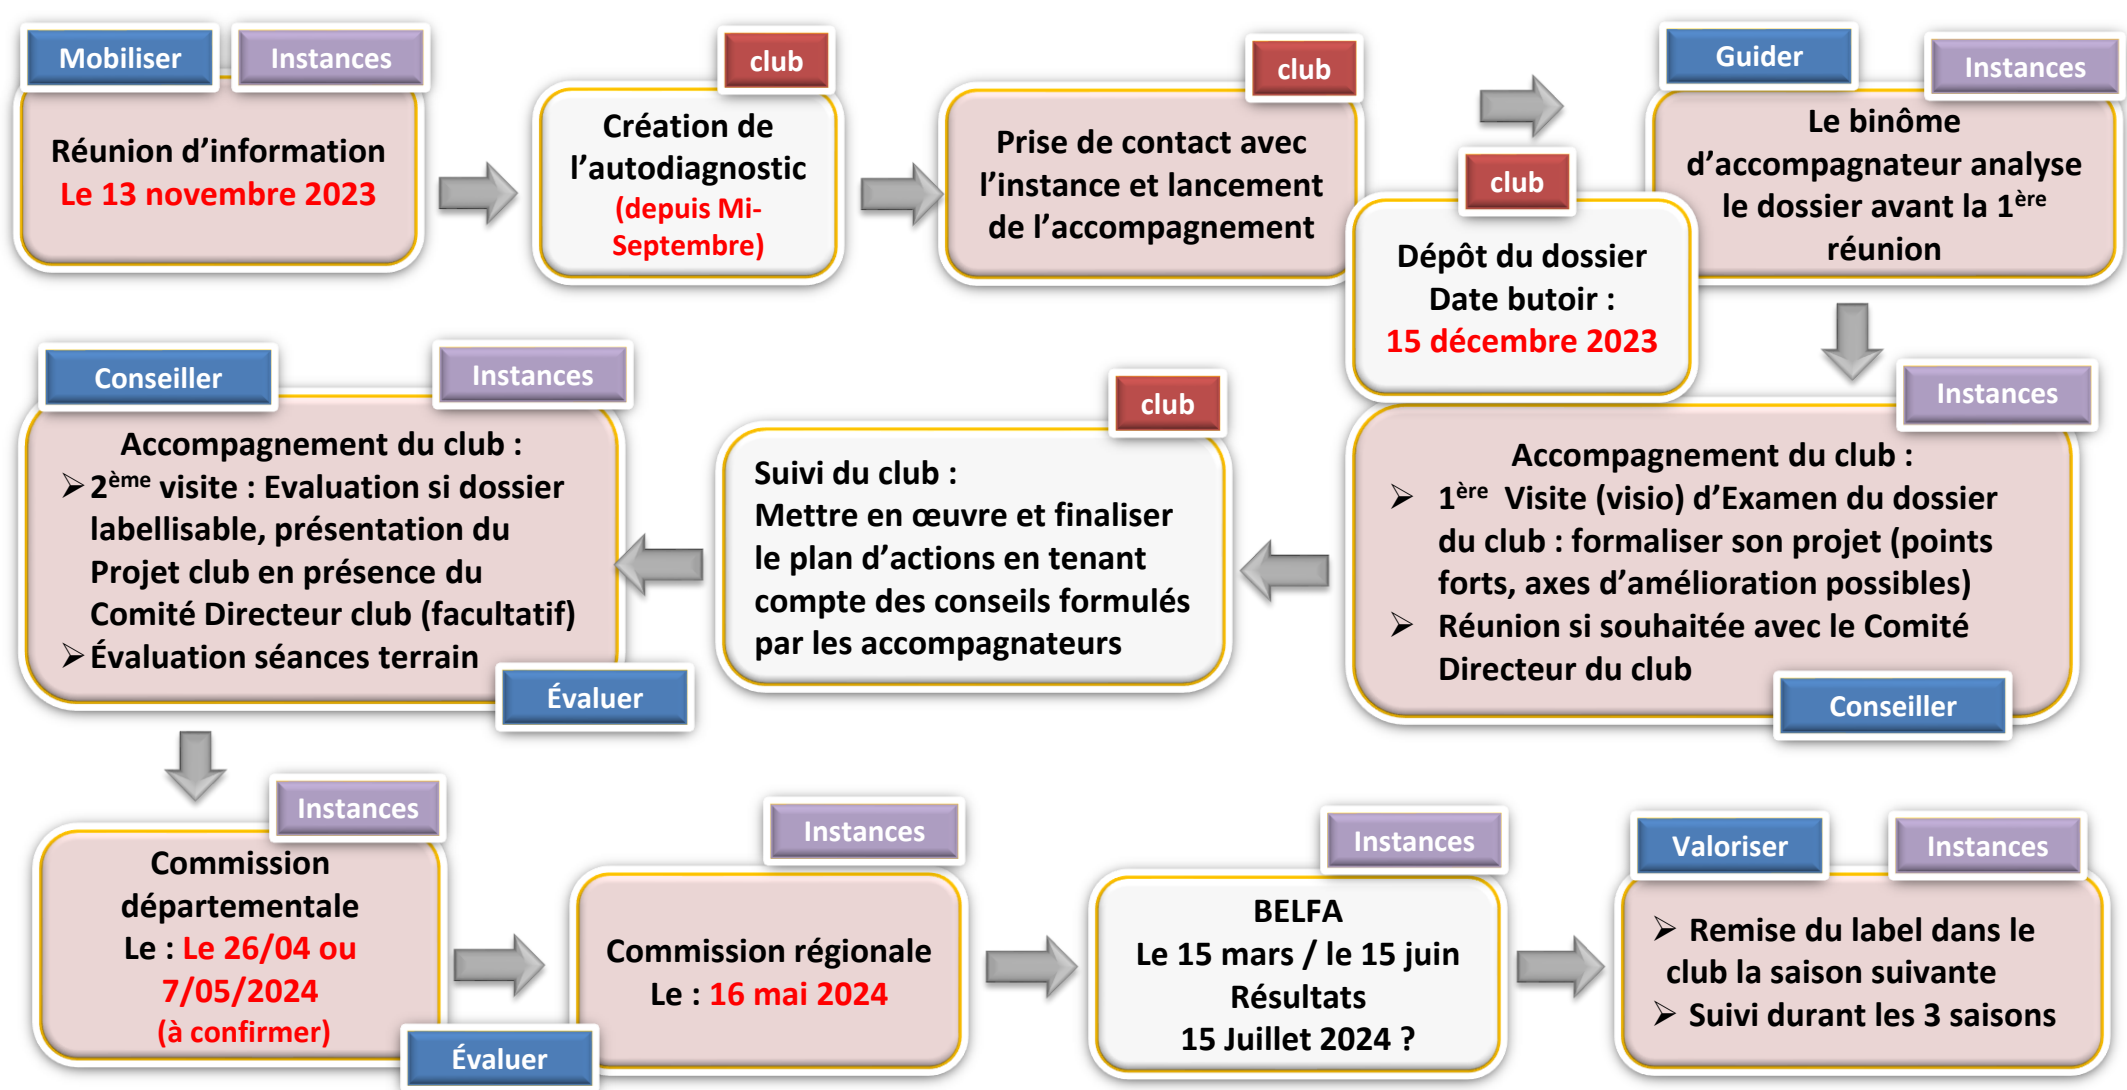 Mobiliser
Instances
Réunion d’information
Le 13 novembre 2023
club
Création de
l’autodiagnostic
(depuis Mi-
Septembre)
club
Prise de contact avec
l’instance et lancement
de l’accompagnement
club
Dépôt du dossier
Date butoir :
15 décembre 2023
Guider
Instances
Le binôme
d’accompagnateur analyse
le dossier avant la 1ère
réunion
Instances
Accompagnement du club :
➢ 1ère Visite (visio) d’Examen du dossier
du club : formaliser son projet (points
forts, axes d’amélioration possibles)
➢ Réunion si souhaitée avec le Comité
Directeur du club
Conseiller
club
Suivi du club :
Mettre en œuvre et finaliser
le plan d’actions en tenant
compte des conseils formulés
par les accompagnateurs
Conseiller
Instances
Accompagnement du club :
➢ 2ème visite : Evaluation si dossier
labellisable, présentation du
Projet club en présence du
Comité Directeur club (facultatif)
➢ Évaluation séances terrain
Évaluer
Instances
Commission
départementale
Le : Le 26/04 ou
7/05/2024
(à confirmer)
Évaluer
Instances
Commission régionale
Le : 16 mai 2024
Instances
BELFA
Le 15 mars / le 15 juin
Résultats
15 Juillet 2024 ?
Valoriser
Instances
➢ Remise du label dans le
club la saison suivante
➢ Suivi durant les 3 saisons